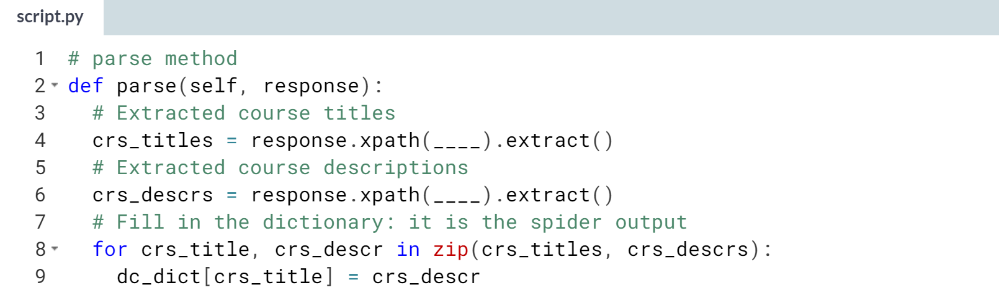 script.py
1 # parse method
2 def parse(self, response):
3 # Extracted course titles
4 crs_titles = response.xpath(____).extract()
5 # Extracted course descriptions
6 crs_descrs = response.xpath(____).extract()
7 # Fill in the dictionary: it is the spider output
8 for crs_title, crs_descr in zip(crs_titles, crs_descrs):
9 dc_dict[crs_title] = crs_descr